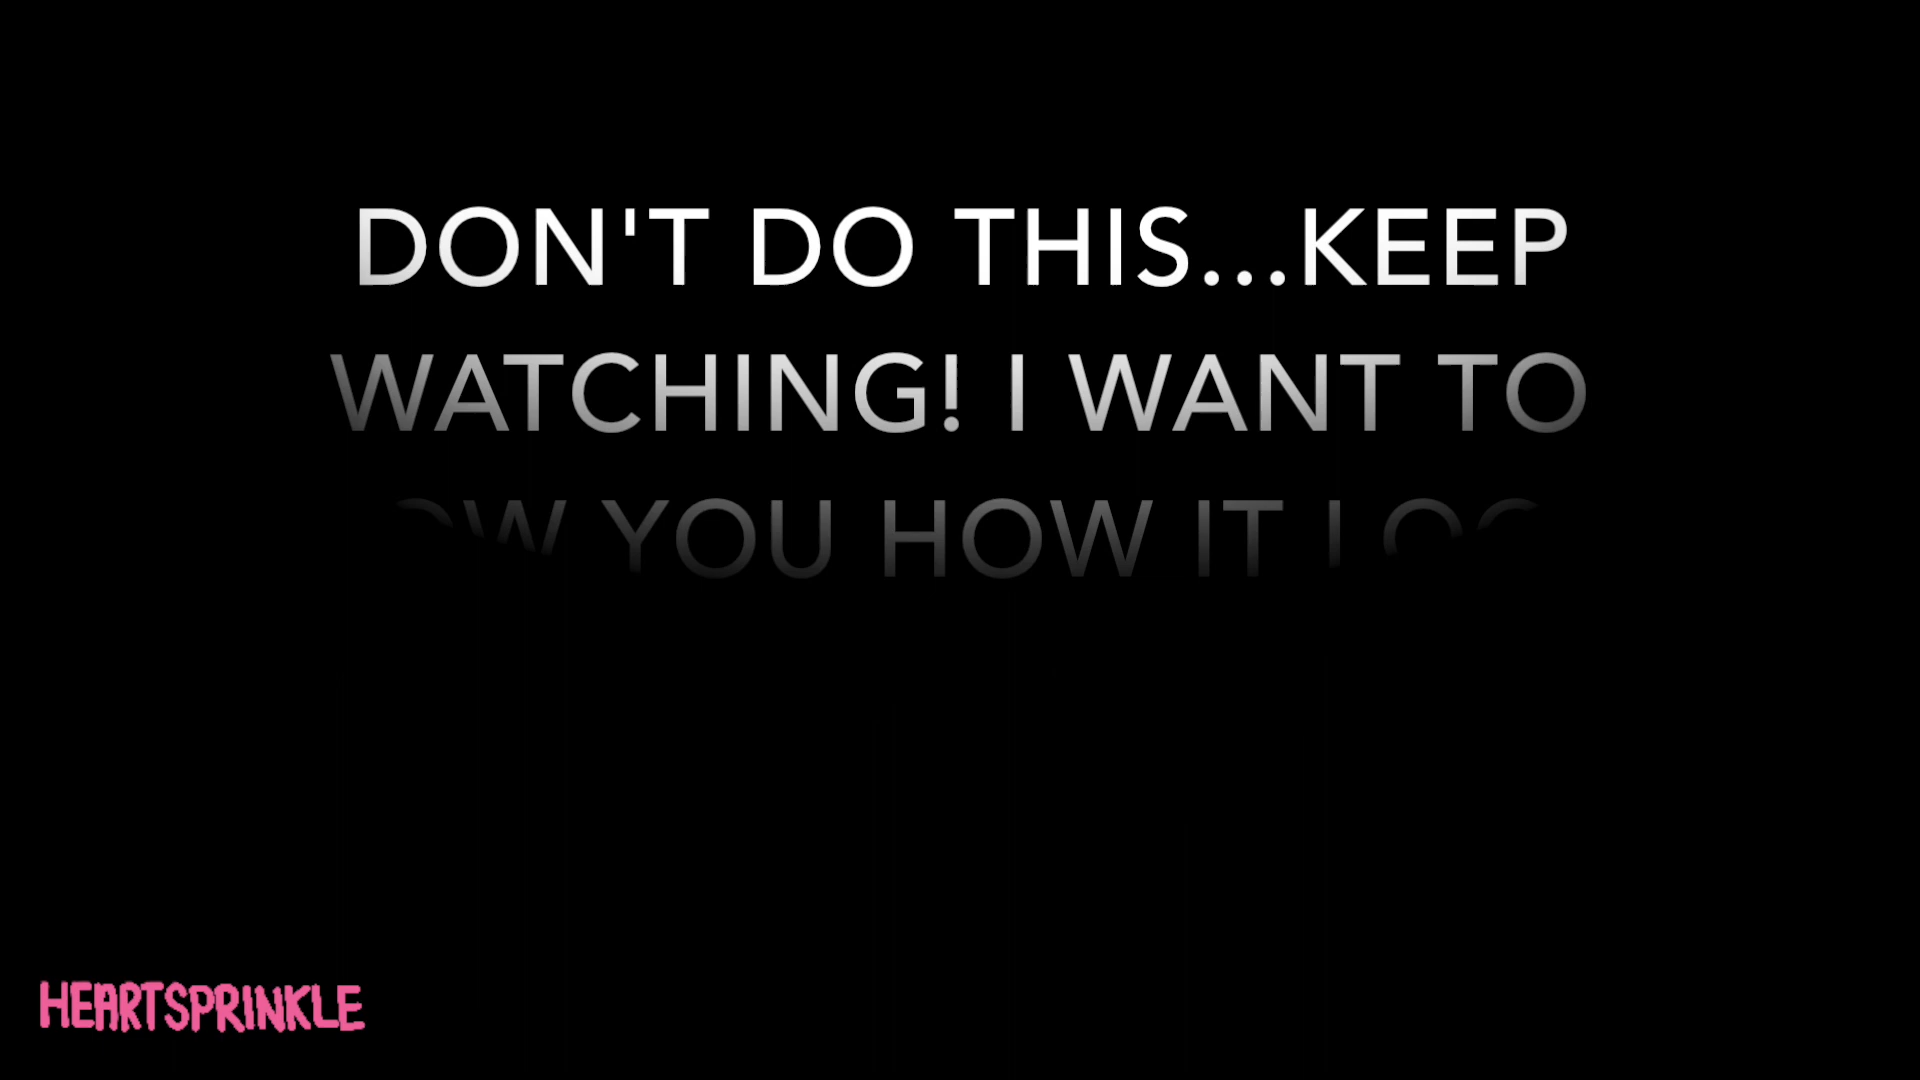 DON'T DO THIS...KEEP
WATCHING! I WANT TO
YOU HOW IT
HEARTSPRINKLE